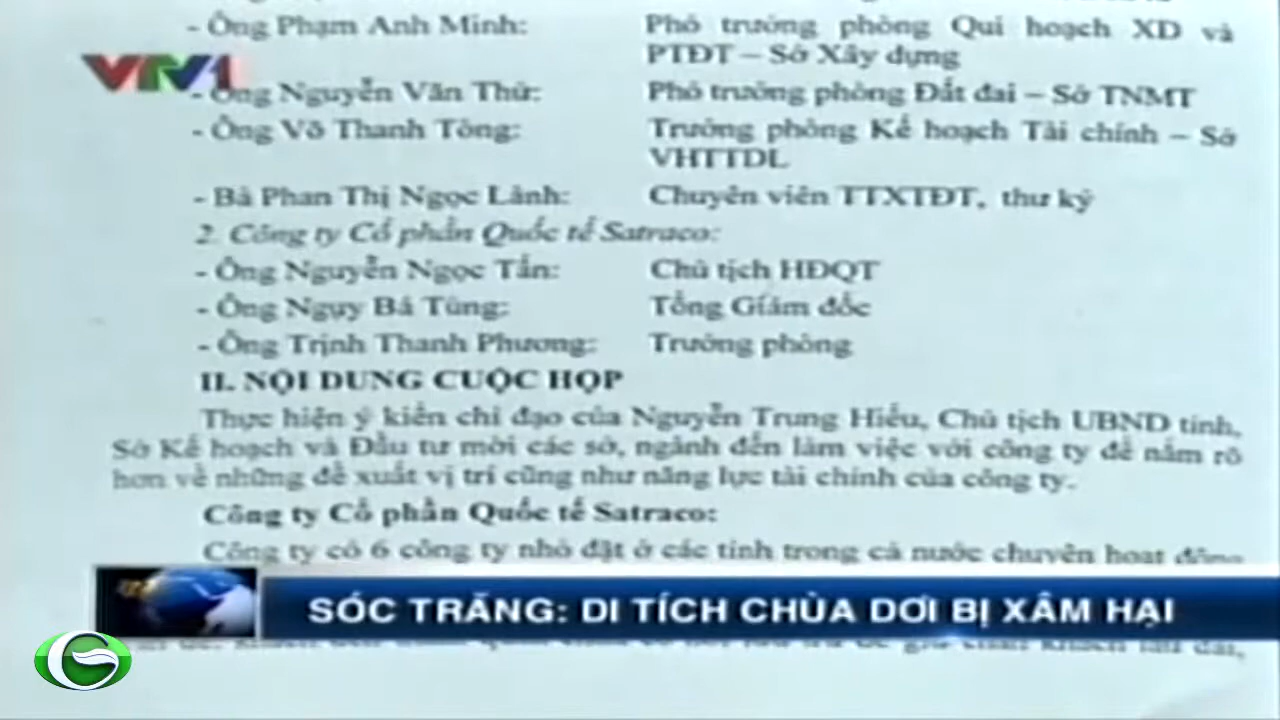 - Ông Phạm Anh Minh: Phó trưởng phòng Qui hoạch XD và
PTĐT – Sở Xây dựng
VTV1
- Ông Nguyễn Văn Thử: Phó trưởng phòng Đất đai – Sở TNMT
- Ông Võ Thanh Tòng: Trưởng phòng Kế hoạch Tài chính – Sở
VHTTDL
- Bà Phan Thị Ngọc Lành: Chuyên viên TTXTĐT, thư ký
2. Công ty Cổ phần Quốc tế Satraco:
- Ông Nguyễn Ngọc Tấn: Chủ tịch HĐQT
- Ông Ngụy Bá Tùng: Tổng Giám đốc
- Ông Trịnh Thanh Phương: Trưởng phòng
II. NỘI DUNG CUỘC HỌP
Thực hiện ý kiến chỉ đạo của Nguyễn Trung Hiếu, Chủ tịch UBND tỉnh,
Sở Kế hoạch và Đầu tư mời các sở, ngành đến làm việc với công ty để nắm rõ
hơn về những đề xuất vị trí cũng như năng lực tài chính của công ty.
Công ty Cổ phần Quốc tế Satraco:
Công ty có 6 công ty nhỏ đặt ở các tỉnh trong cả nước chuyên hoạt động
SÓC TRĂNG: DI TÍCH CHÙA DƠI BỊ XÂM HẠI